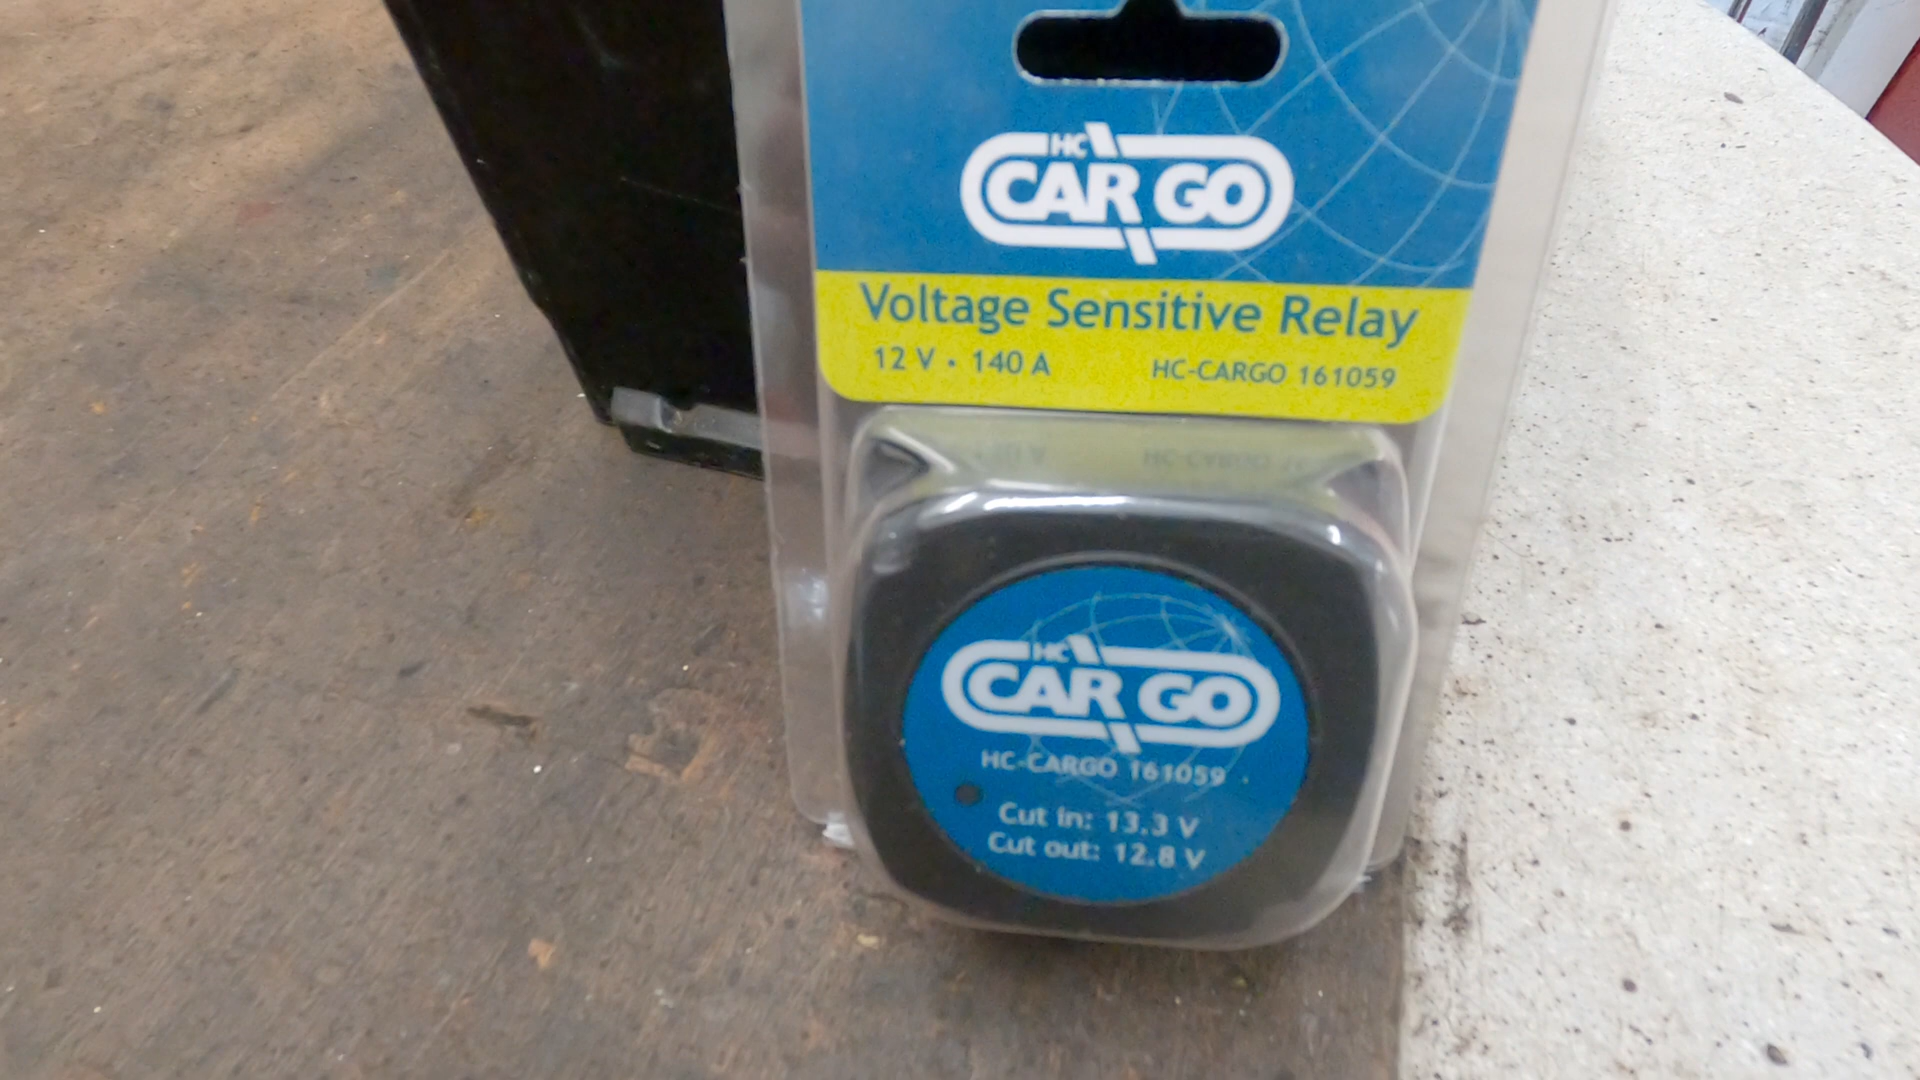 HC
CAR GO
Voltage Sensitive Relay
12 V · 140 A HC-CARGO 161059
HC
CAR GO
HC-CARGO 161059
Cut in: 13.3 V
Cut out: 12.8 V